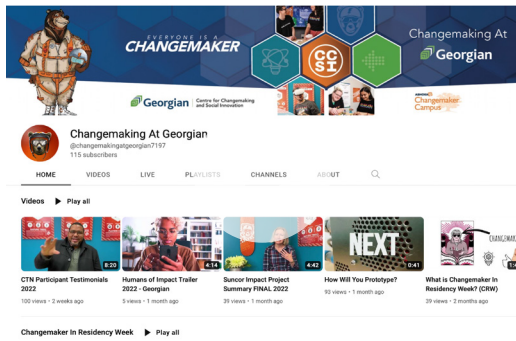 EVERYONE IS A
CHANGEMAKER
Changemaking At
Georgian
CC
SI
Georgian
Centre for Changemaking
and Social Innovation
Changemaker
Campus
Changemaking At Georgian
@changemakingatgeorgian7197
115 subscribers
HOME VIDEOS LIVE PLAYLISTS CHANNELS ABOUT
Videos Play all
8:20 4:14 4:42 NEXT 0:41 CHANGEMAK
CTN Participant Testimonials
2022
100 views • 2 weeks ago
Humans of Impact Trailer
2022 - Georgian
5 views • 1 month ago
Suncor Impact Project
Summary FINAL 2022
39 views • 1 month ago
How Will You Prototype?
93 views • 1 month ago
What is Changemaker In
Residency Week? (CRW)
39 views • 2 months ago
Changemaker In Residency Week Play all